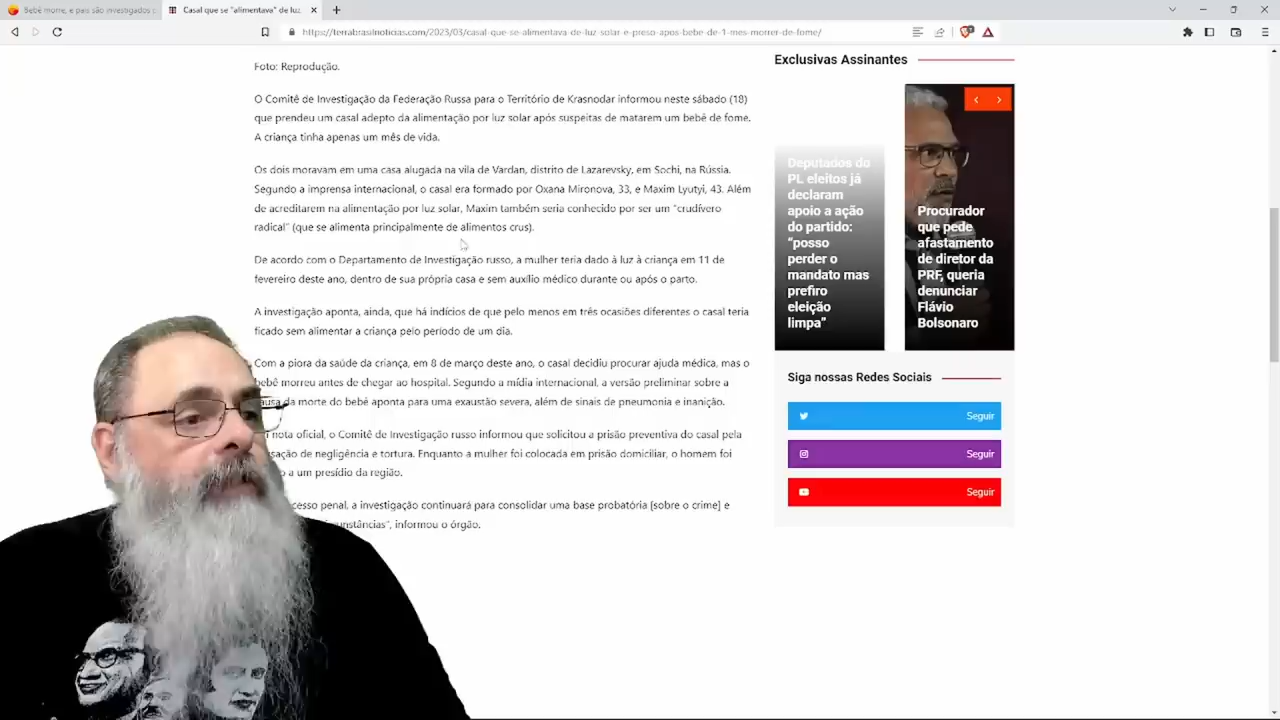 Bebê morre, e pais são investigados
Casal que se "alimentava" de luz
https://terrabrasilnoticias.com/2023/03/casal-que-se-alimentava-de-luz-solar-e-preso-apos-bebe-de-1-mes-morrer-de-fome/
Foto: Reprodução.
O Comitê de Investigação da Federação Russa para o Território de Krasnodar informou neste sábado (18)
que prendeu um casal adepto da alimentação por luz solar após suspeitas de matarem um bebê de fome.
A criança tinha apenas um mês de vida.
Os dois moravam em uma casa alugada na vila de Vardan, distrito de Lazarevsky, em Sochi, na Rússia.
Segundo a imprensa internacional, o casal era formado por Oxana Mironova, 33, e Maxim Lyutyi, 43. Além
de acreditarem na alimentação por luz solar, Maxim também seria conhecido por ser um “crudívero
radical” (que se alimenta principalmente de alimentos crus).
De acordo com o Departamento de Investigação russo, a mulher teria dado à luz à criança em 11 de
fevereiro deste ano, dentro de sua própria casa e sem auxílio médico durante ou após o parto.
A investigação aponta, ainda, que há indícios de que pelo menos em três ocasiões diferentes o casal teria
ficado sem alimentar a criança pelo período de um dia.
Com a piora da saúde da criança, em 8 de março deste ano, o casal decidiu procurar ajuda médica, mas o
bebê morreu antes de chegar ao hospital. Segundo a mídia internacional, a versão preliminar sobre a
da morte do bebê aponta para uma exaustão severa, além de sinais de pneumonia e inanição.
nota oficial, o Comitê de Investigação russo informou que solicitou a prisão preventiva do casal pela
de negligência e tortura. Enquanto a mulher foi colocada em prisão domiciliar, o homem foi
a um presídio da região.
penal, a investigação continuará para consolidar uma base probatória [sobre o crime] e
informou o órgão.
Exclusivas Assinantes
Deputados do
PL eleitos já
declaram
apoio a ação
do partido:
“posso
perder o
mandato mas
prefiro
eleição
limpa”
Procurador
que pede
afastamento
de diretor da
PRF, queria
denunciar
Flávio
Bolsonaro
Siga nossas Redes Sociais
Seguir
Seguir
Seguir